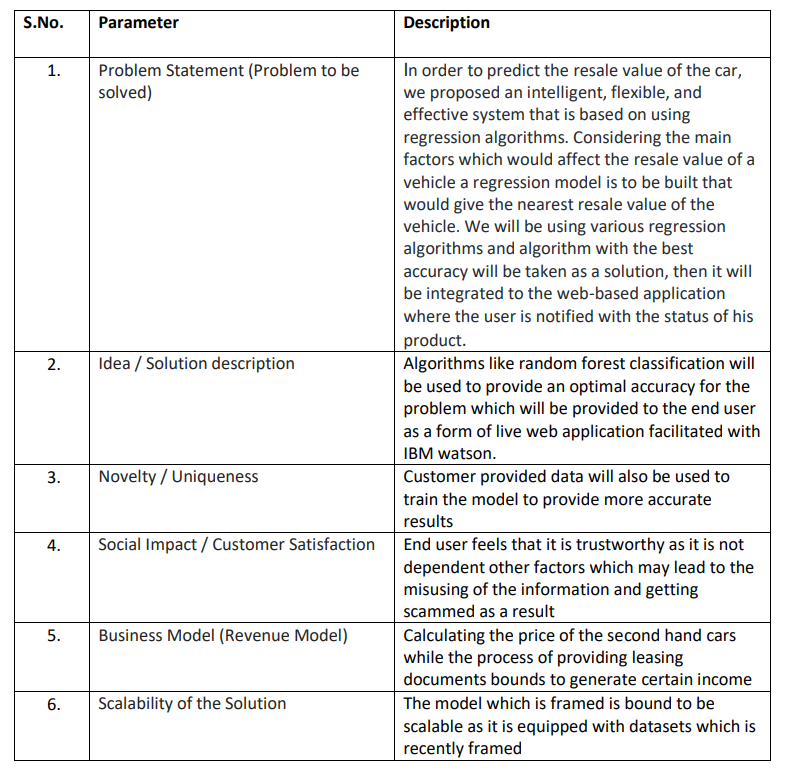 S.No. Parameter Description
1. Problem Statement (Problem to be
solved)
In order to predict the resale value of the car,
we proposed an intelligent, flexible, and
effective system that is based on using
regression algorithms. Considering the main
factors which would affect the resale value of a
vehicle a regression model is to be built that
would give the nearest resale value of the
vehicle. We will be using various regression
algorithms and algorithm with the best
accuracy will be taken as a solution, then it will
be integrated to the web-based application
where the user is notified with the status of his
product.
2. Idea / Solution description
Algorithms like random forest classification will
be used to provide an optimal accuracy for the
problem which will be provided to the end user
as a form of live web application facilitated with
IBM watson.
3. Novelty / Uniqueness
Customer provided data will also be used to
train the model to provide more accurate
results
4. Social Impact / Customer Satisfaction
End user feels that it is trustworthy as it is not
dependent other factors which may lead to the
misusing of the information and getting
scammed as a result
5. Business Model (Revenue Model)
Calculating the price of the second hand cars
while the process of providing leasing
documents bounds to generate certain income
6. Scalability of the Solution
The model which is framed is bound to be
scalable as it is equipped with datasets which is
recently framed